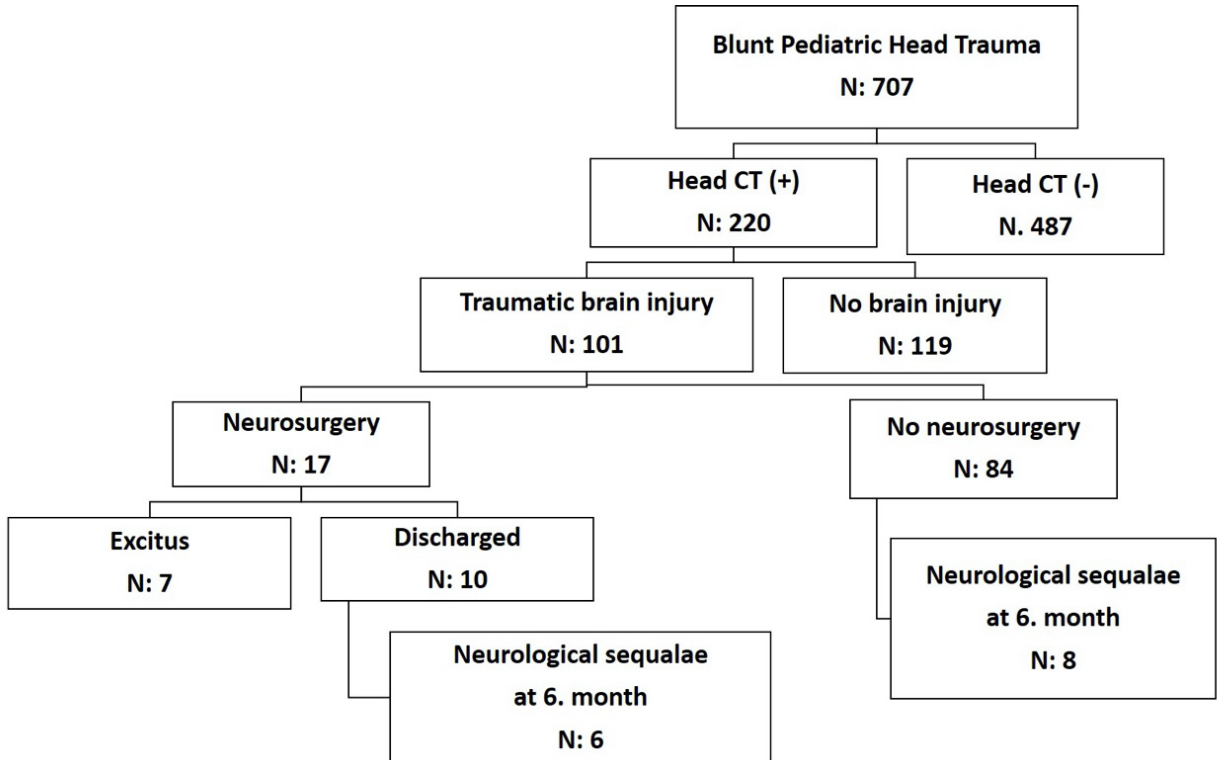 Blunt Pediatric Head Trauma
N: 707
Head CT (+)
N: 220
Head CT (-)
N. 487
Traumatic brain injury
N: 101
No brain injury
N: 119
Neurosurgery
N: 17
No neurosurgery
N: 84
Excitus
N: 7
Discharged
N: 10
Neurological sequalae
at 6. month
N: 6
Neurological sequalae
at 6. month
N: 8